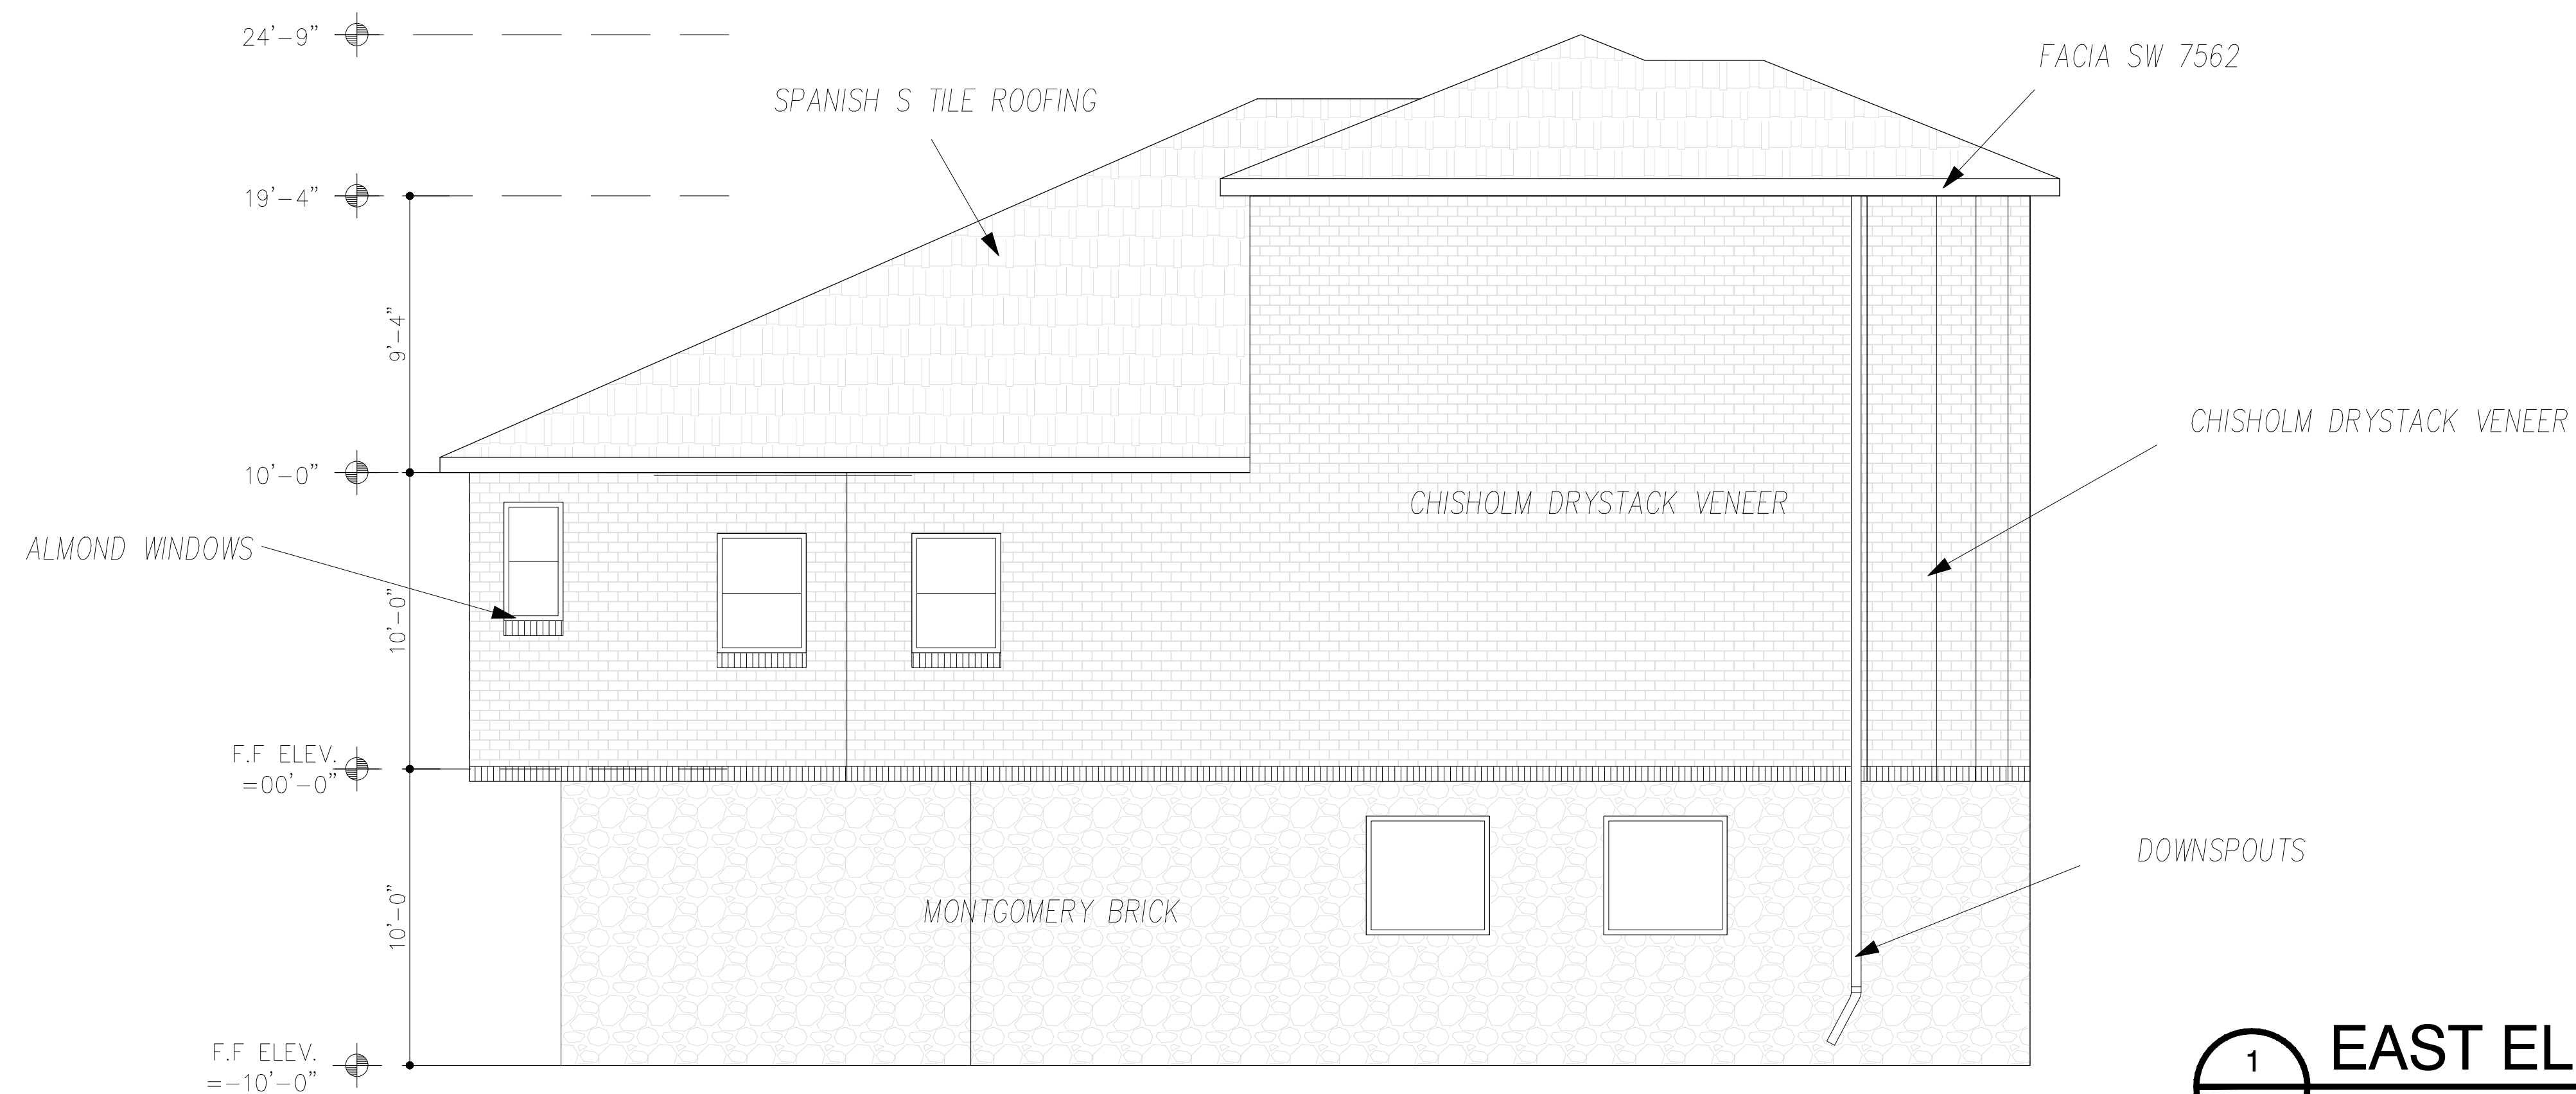 24'-9"
FACIA SW 7562
SPANISH S TILE ROOFING
19'-4"
9'-4"
CHISHOLM DRYSTACK VENEER
10'-0"
CHISHOLM DRYSTACK VENEER
ALMOND WINDOWS
10'-0"
F.F ELEV.
=00'-0"
DOWNSPOUTS
MONTGOMERY BRICK
10'-0"
F.F ELEV.
=-10'-0"
1
EAST EL